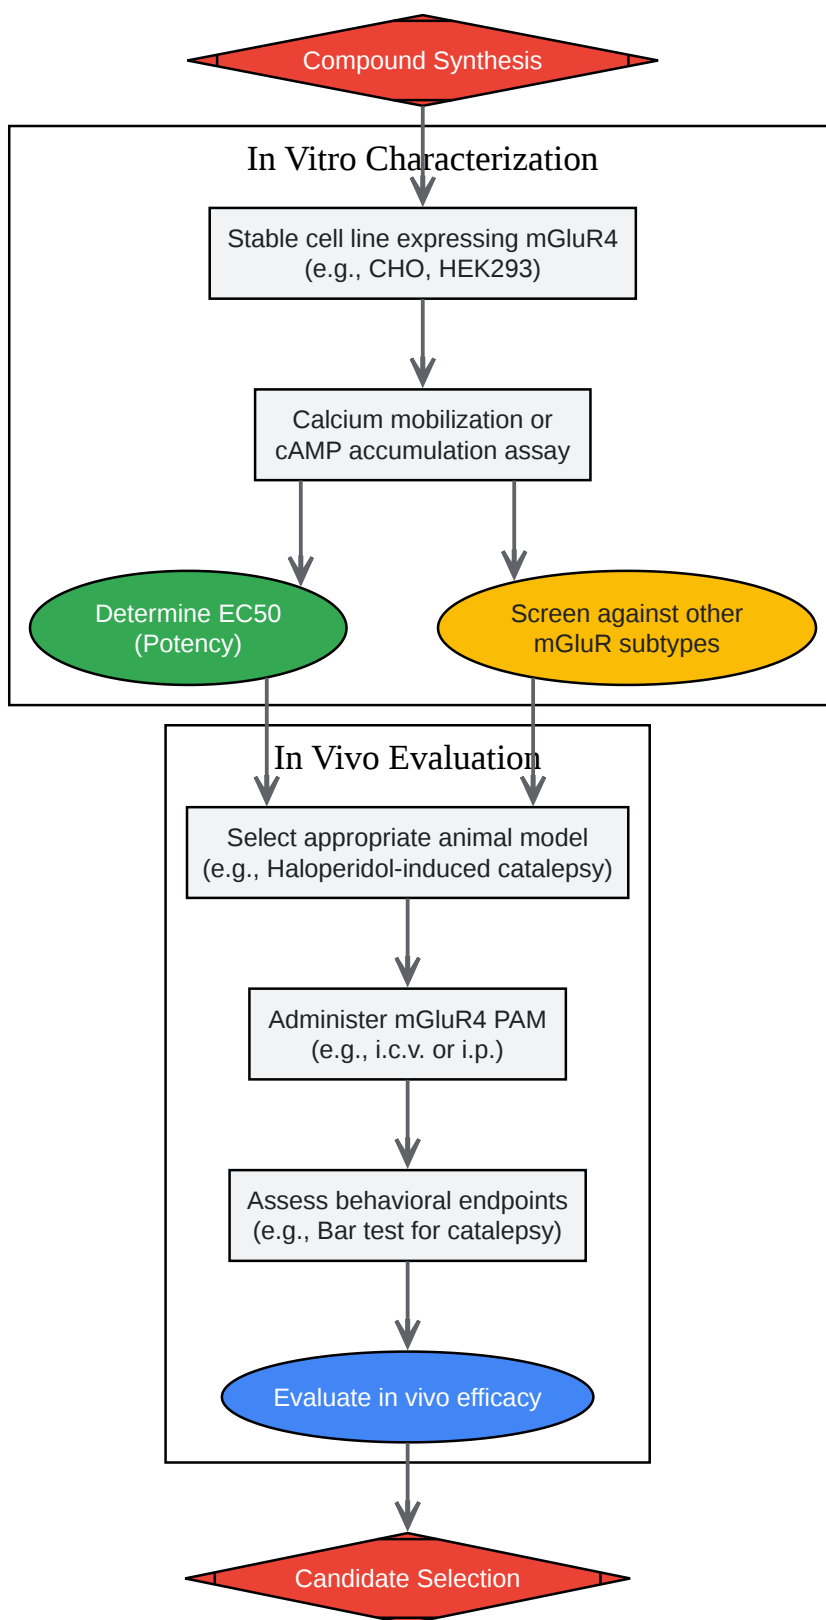 Compound Synthesis
In Vitro Characterization
Stable cell line expressing mGluR4
(e.g., CHO, HEK293)
Calcium mobilization or
cAMP accumulation assay
Determine EC50
(Potency)
Screen against other
mGluR subtypes
In Vivo Evaluation
Select appropriate animal model
(e.g., Haloperidol-induced catalepsy)
Administer mGluR4 PAM
(e.g., i.c.v. or i.p.)
Assess behavioral endpoints
(e.g., Bar test for catalepsy)
Evaluate in vivo efficacy
Candidate Selection